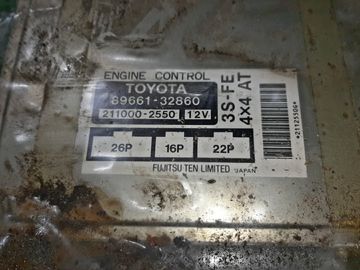 ENGINE CONTROL
TOYOTA
89661-32860
211000-2550 12V
26P 16P 22P
FUJITSU TEN LIMITED JAPAN
3S-FE
4X4 AT
*2112550G*